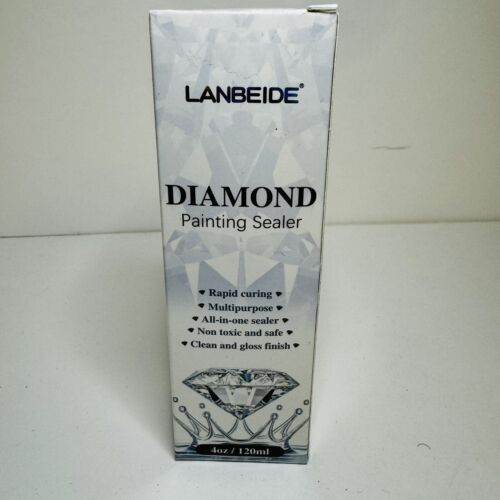 LANBEIDE®
DIAMOND
Painting Sealer
Rapid curing
Multipurpose
All-in-one sealer
Non toxic and safe
Clean and gloss finish
4oz / 120ml